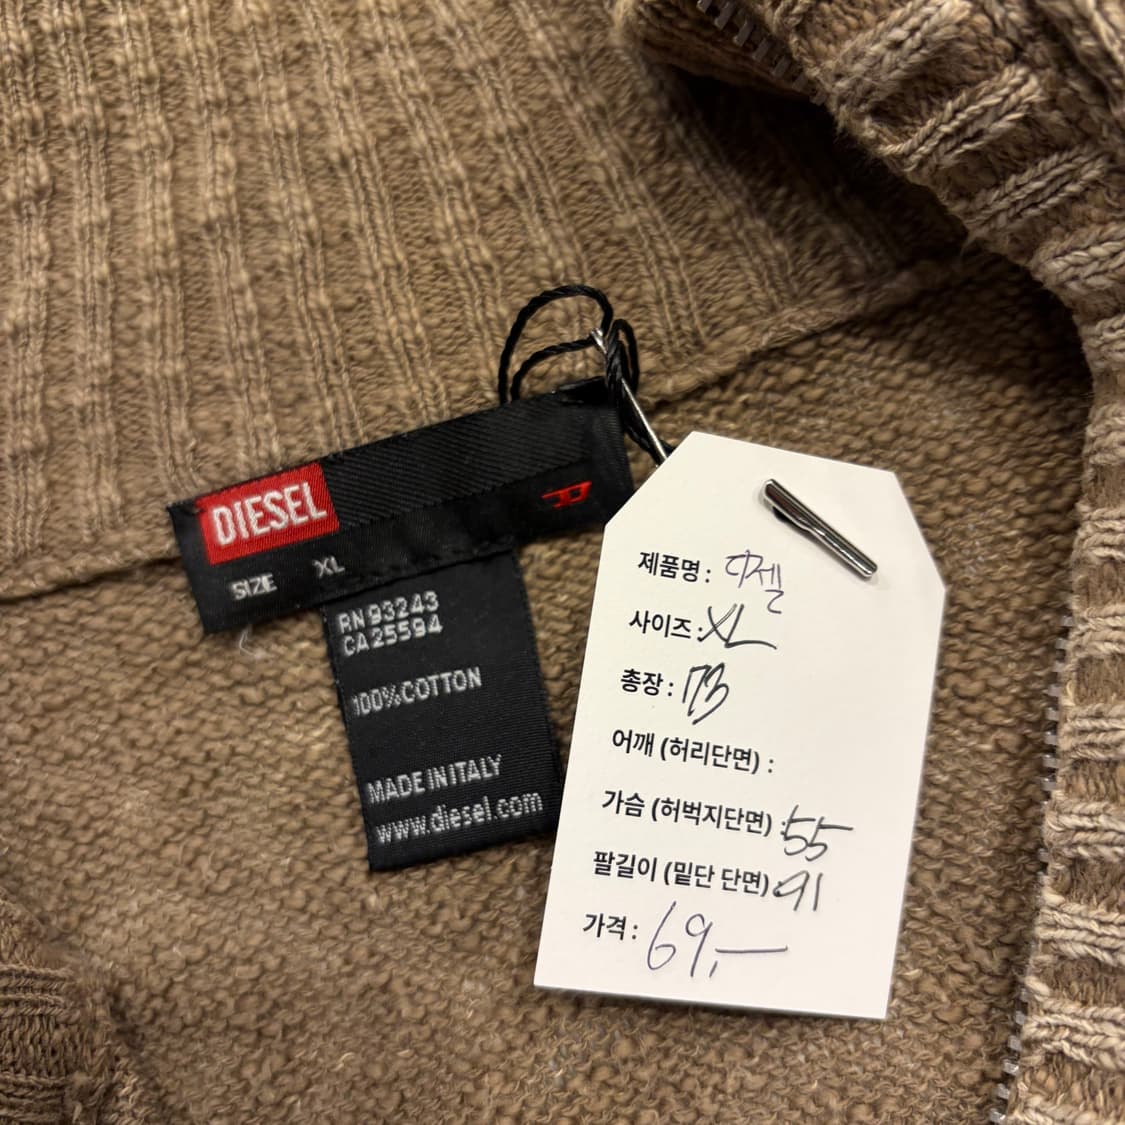 DIESEL
SIZE XL
RN 93243
CA 25594
100% COTTON
MADE IN ITALY
www.diesel.com
제품명 : 디젤
사이즈 : XL
총장 : 73
어깨 (허리단면) :
가슴 (허벅지단면) : 55
팔길이 (밑단 단면) : 91
가격 : 69,-